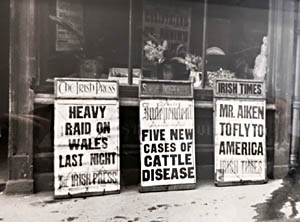 The Irish Press
HEAVY
RAID ON
WALES
LAST NIGHT
The IRISH PRESS
Independent
FIVE NEW
CASES OF
CATTLE
DISEASE
IRISH TIMES
MR. AIKEN
TO FLY TO
AMERICA
IRISH TIMES